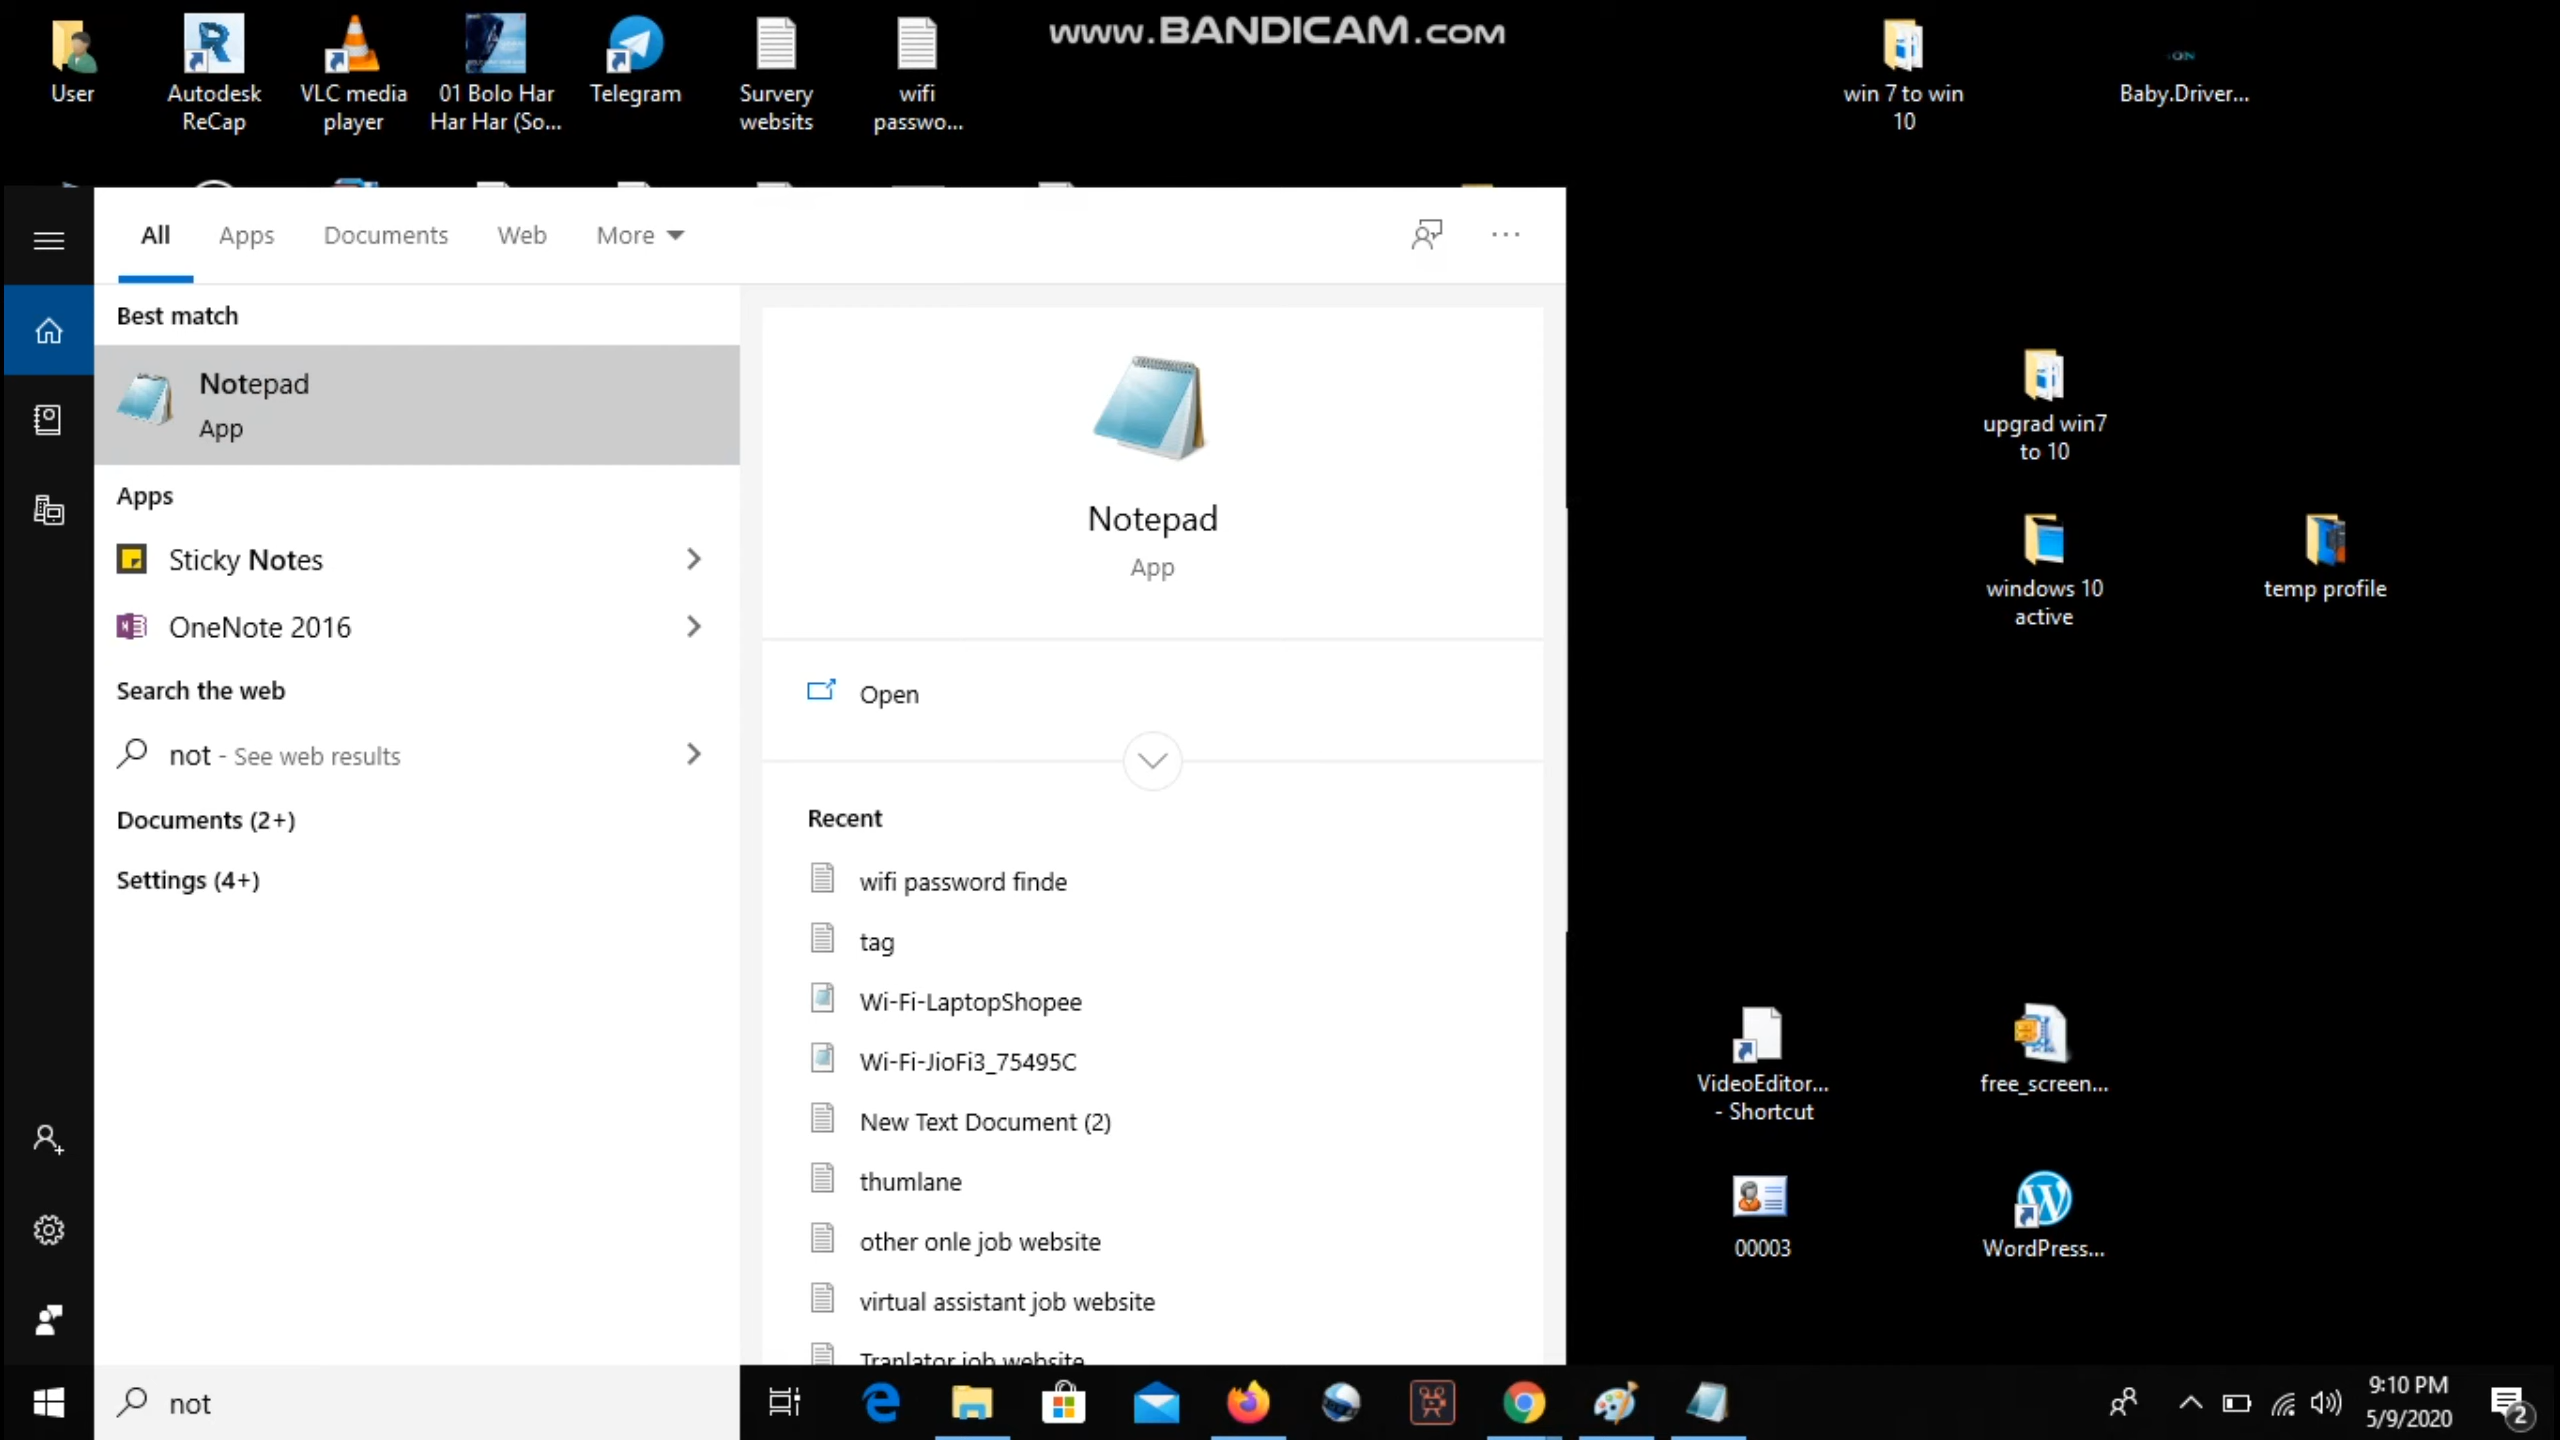 www.BANDICAM.com
User
Autodesk
ReCap
VLC media
player
01 Bolo Har
Har Har (So...
Telegram
Survery
websits
wifi
passwo...
win 7 to win
10
Baby.Driver...
All
Apps
Documents
Web
More
Best match
Notepad
App
Apps
Sticky Notes
OneNote 2016
Search the web
not - See web results
Documents (2+)
Settings (4+)
Notepad
App
Open
Recent
wifi password finde
tag
Wi-Fi-LaptopShopee
Wi-Fi-JioFi3_75495C
New Text Document (2)
thumlane
other onle job website
virtual assistant job website
Tranlator job website
upgrad win7
to 10
windows 10
active
temp profile
VideoEditor...
- Shortcut
free_screen...
00003
WordPress...
not
9:10 PM
5/9/2020
2